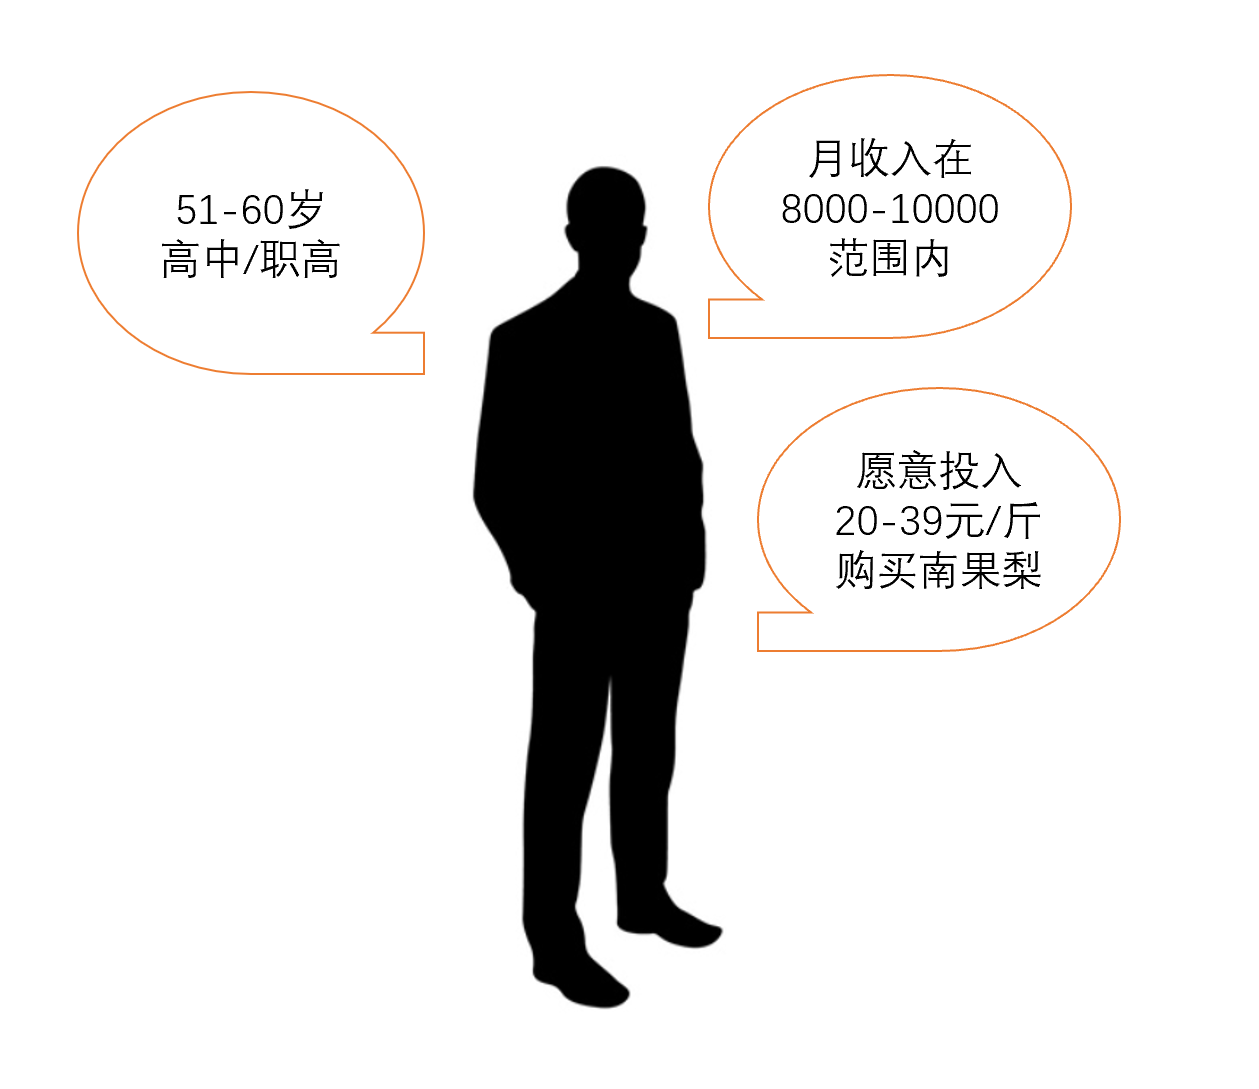 51-60岁
高中/职高
月收入在
8000-10000
范围内
愿意投入
20-39元/斤
购买南果梨